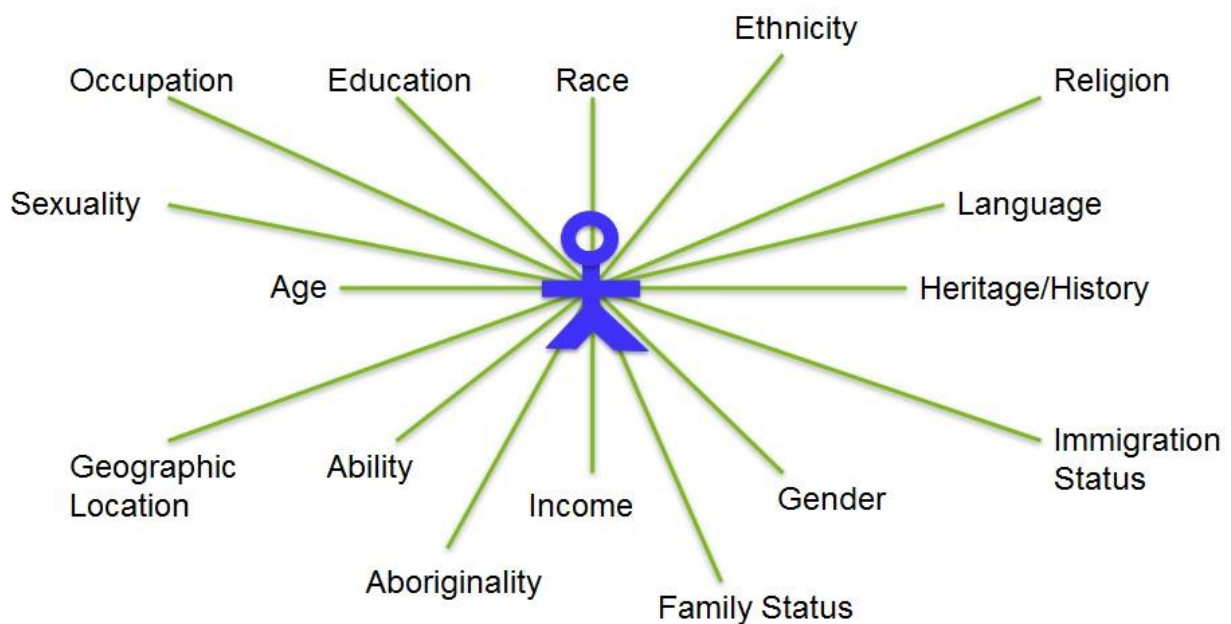 Ethnicity
Occupation
Education
Race
Religion
Sexuality
Language
Age
Heritage/History
Geographic
Location
Ability
Income
Gender
Immigration
Status
Aboriginality
Family Status